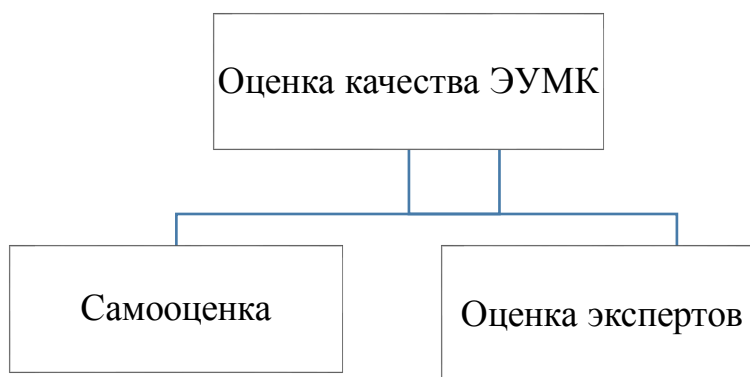 Оценка качества ЭУМК
Самооценка
Оценка экспертов